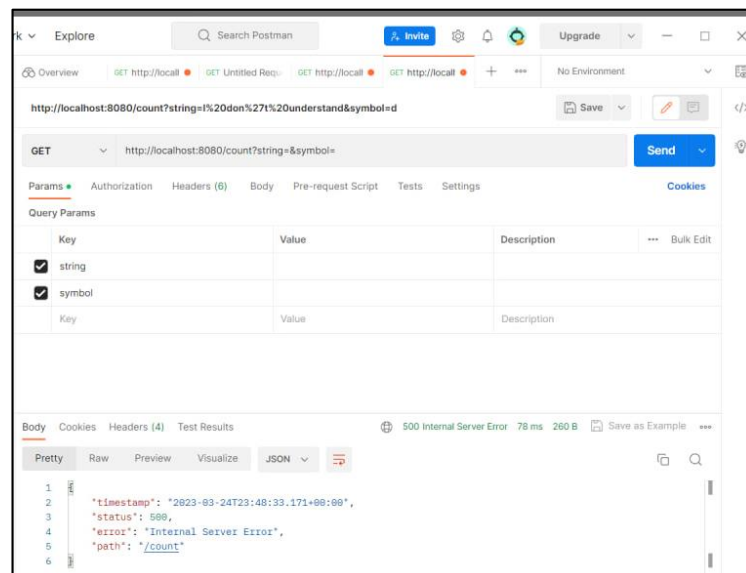 rk Explore Search Postman Invite Upgrade
Overview GET http://locall GET Untitled Requ GET http://locall GET http://locall No Environment
http://localhost:8080/count?string=I%20don%27t%20understand&symbol=d Save
GET http://localhost:8080/count?string=&symbol= Send
Params Authorization Headers (6) Body Pre-request Script Tests Settings Cookies
Query Params
Key Value Description Bulk Edit
string
symbol
Key Value Description
Body Cookies Headers (4) Test Results 500 Internal Server Error 78 ms 260 B Save as Example
Pretty Raw Preview Visualize JSON
1 {
2 "timestamp": "2023-03-24T23:48:33.171+00:00",
3 "status": 500,
4 "error": "Internal Server Error",
5 "path": "/count"
6 }